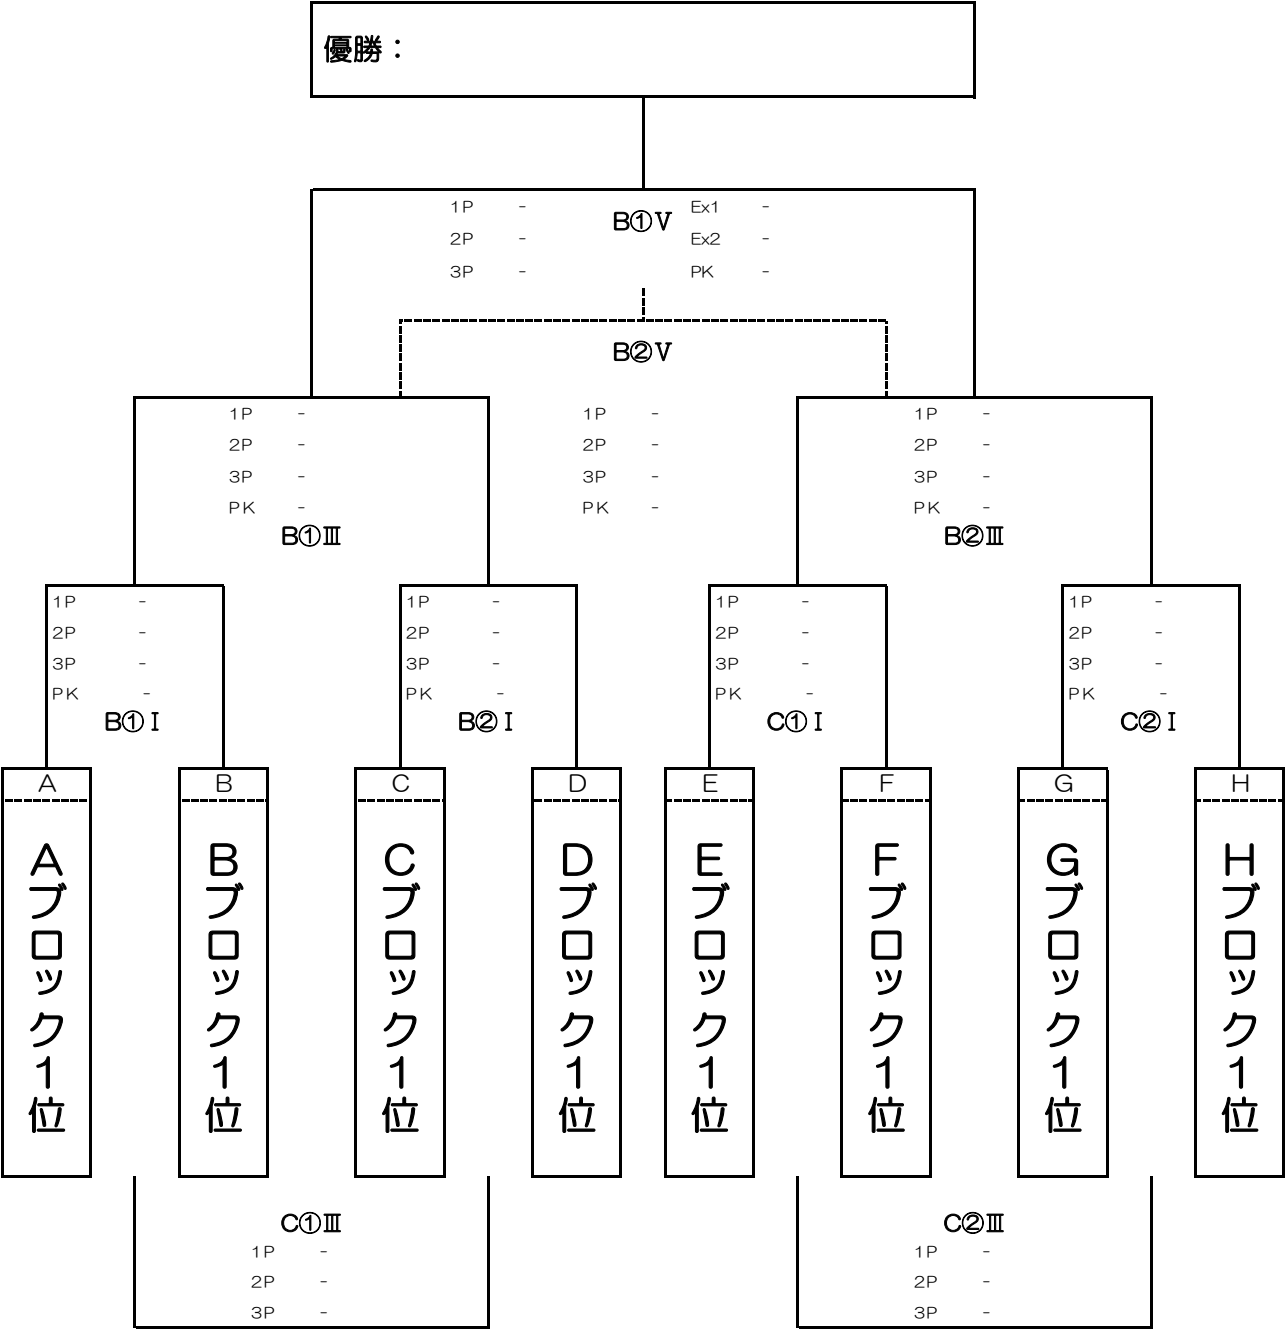 優勝：
1P - B①Ⅴ Ex1 -
2P - Ex2 -
3P - PK -
B②Ⅴ
1P - 1P - 1P -
2P - 2P - 2P -
3P - 3P - 3P -
PK - PK - PK -
B①Ⅲ B②Ⅲ
1P - 1P - 1P - 1P -
2P - 2P - 2P - 2P -
3P - 3P - 3P - 3P -
PK - PK - PK - PK -
B①Ⅰ B②Ⅰ C①Ⅰ C②Ⅰ
A B C D E F G H
Aブロック1位
Bブロック1位
Cブロック1位
Dブロック1位
Eブロック1位
Fブロック1位
Gブロック1位
Hブロック1位
C①Ⅲ C②Ⅲ
1P - 1P -
2P - 2P -
3P - 3P -